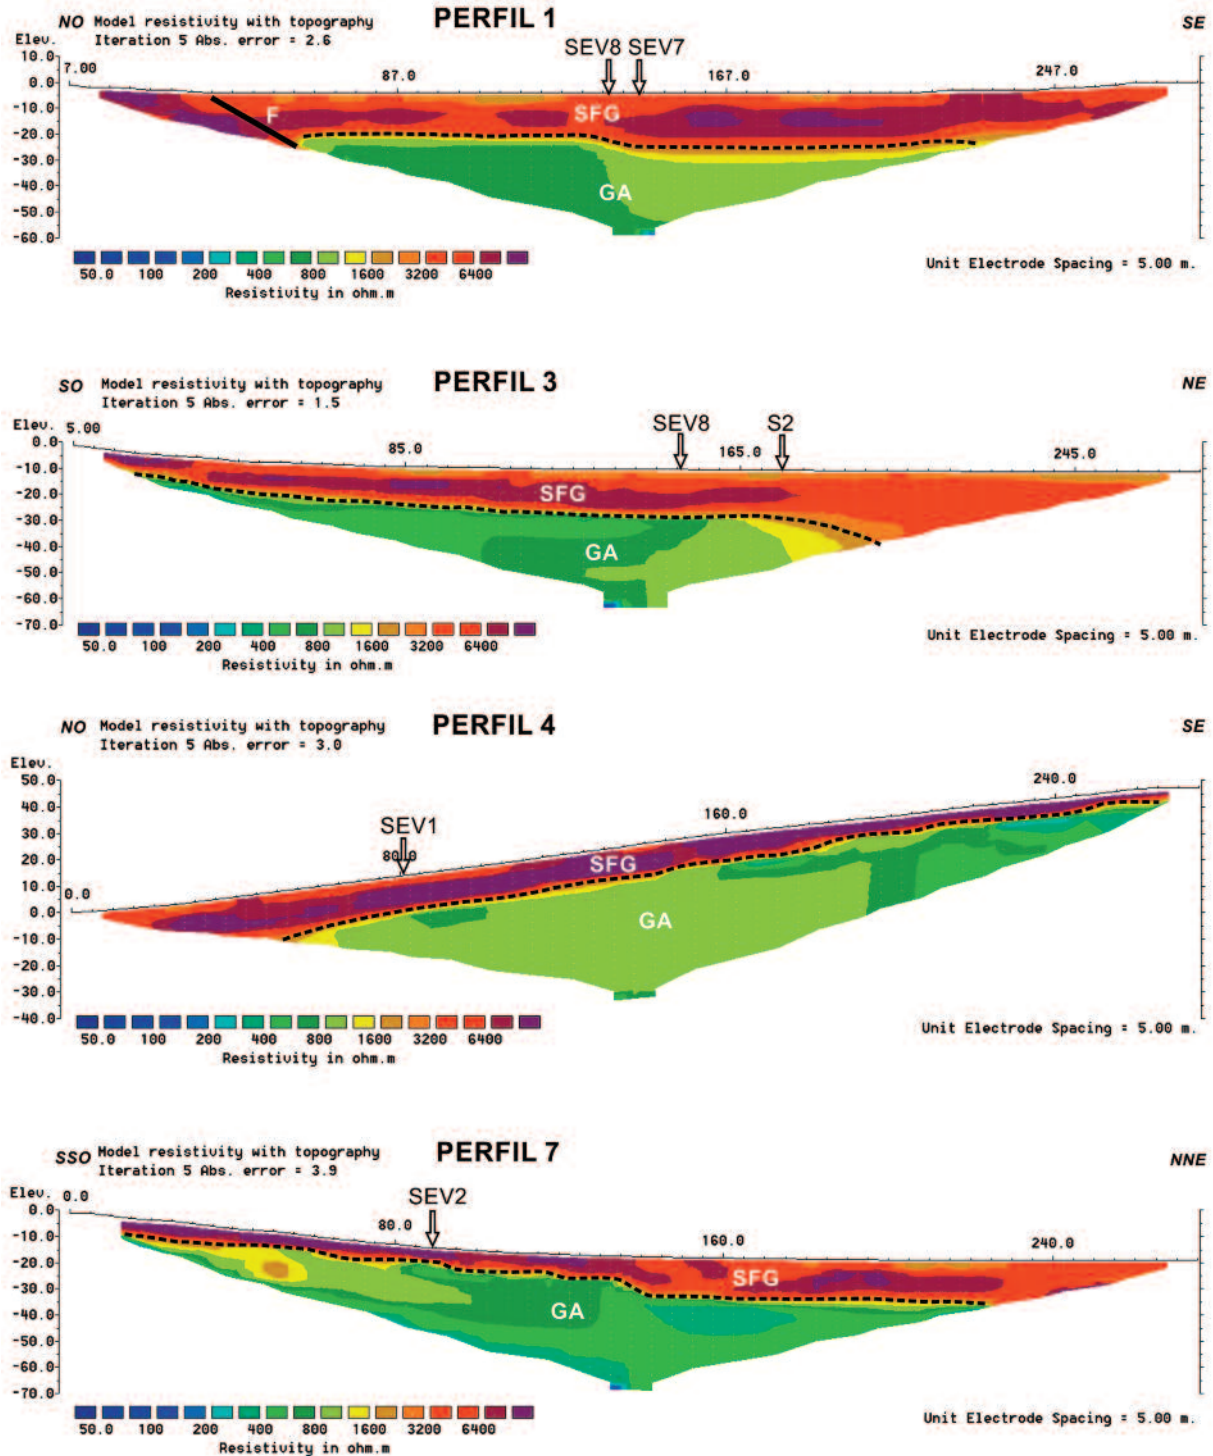 PERFIL 1
NO Model resistivity with topography SE
Iteration 5 Abs. error = 2.6
Elev.
SEV8 SEV7
7.00 87.0 167.0 247.0
10.0
0.0
-10.0
-20.0
-30.0
-40.0
-50.0
-60.0
F SFG
GA
50.0 100 200 400 800 1600 3200 6400
Resistivity in ohm.m
Unit Electrode Spacing = 5.00 m.
PERFIL 3
SO Model resistivity with topography NE
Iteration 5 Abs. error = 1.5
Elev.
SEV8 S2
5.00 85.0 165.0 245.0
0.0
-10.0
-20.0
-30.0
-40.0
-50.0
-60.0
-70.0
SFG
GA
50.0 100 200 400 800 1600 3200 6400
Resistivity in ohm.m
Unit Electrode Spacing = 5.00 m.
PERFIL 4
NO Model resistivity with topography SE
Iteration 5 Abs. error = 3.0
Elev.
SEV1
0.0 80.0 160.0 240.0
50.0
40.0
30.0
20.0
10.0
0.0
-10.0
-20.0
-30.0
-40.0
SFG
GA
50.0 100 200 400 800 1600 3200 6400
Resistivity in ohm.m
Unit Electrode Spacing = 5.00 m.
PERFIL 7
SSO Model resistivity with topography NNE
Iteration 5 Abs. error = 3.9
Elev.
SEV2
0.0 80.0 160.0 240.0
0.0
-10.0
-20.0
-30.0
-40.0
-50.0
-60.0
-70.0
SFG
GA
50.0 100 200 400 800 1600 3200 6400
Resistivity in ohm.m
Unit Electrode Spacing = 5.00 m.